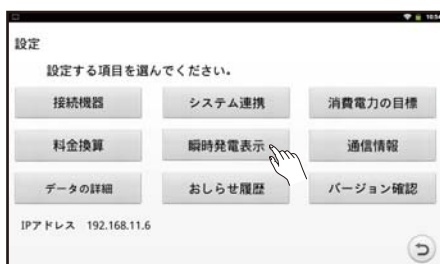 10:54
設定
設定する項目を選んでください。
接続機器 システム連携 消費電力の目標
料金換算 瞬時発電表示 通信情報
データの詳細 おしらせ履歴 バージョン確認
IPアドレス 192.168.11.6